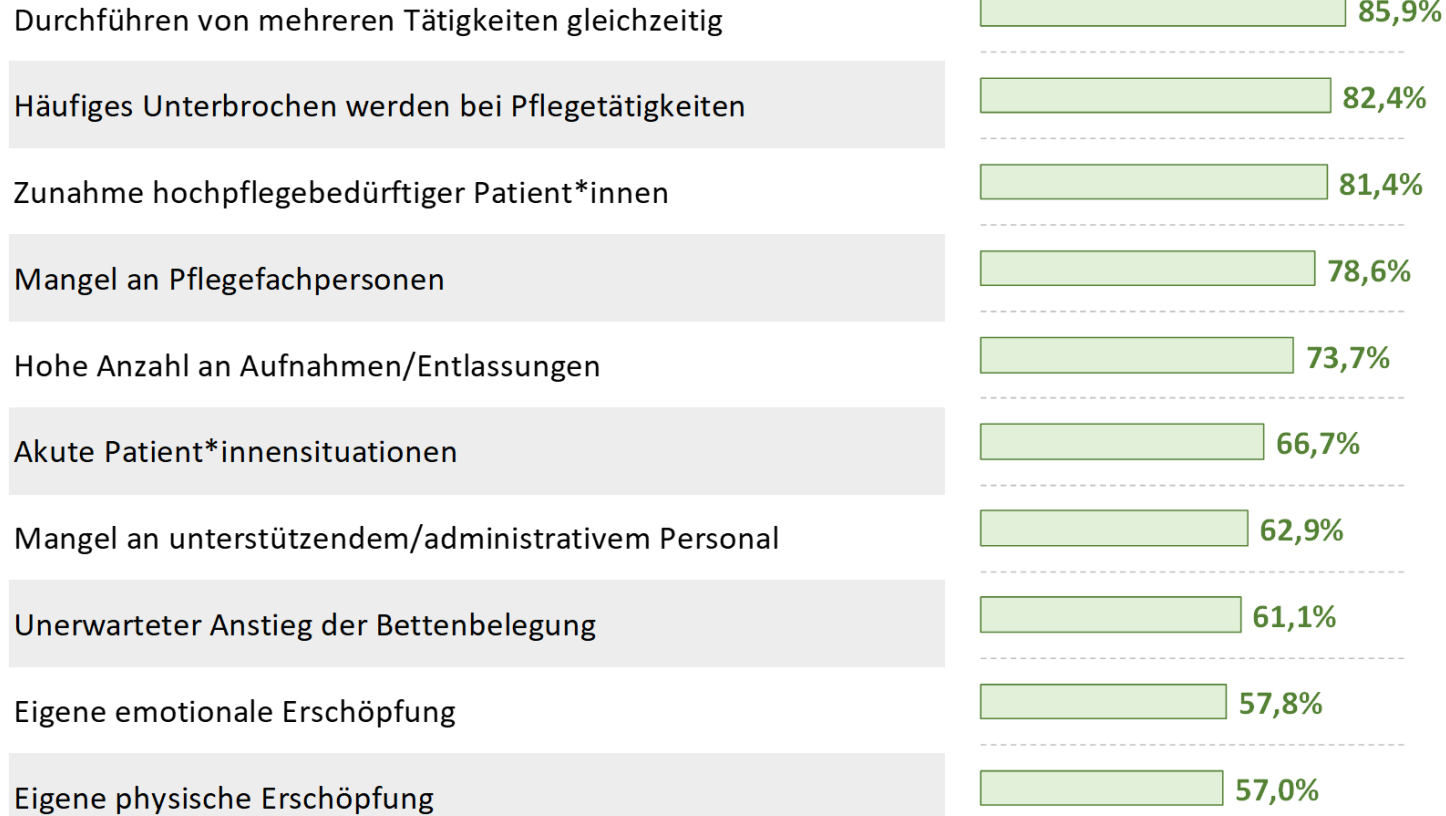 Durchführen von mehreren Tätigkeiten gleichzeitig 85,9%
Häufiges Unterbrochen werden bei Pflegetätigkeiten 82,4%
Zunahme hochpflegebedürftiger Patient*innen 81,4%
Mangel an Pflegefachpersonen 78,6%
Hohe Anzahl an Aufnahmen/Entlassungen 73,7%
Akute Patient*innensituationen 66,7%
Mangel an unterstützendem/administrativem Personal 62,9%
Unerwarteter Anstieg der Bettenbelegung 61,1%
Eigene emotionale Erschöpfung 57,8%
Eigene physische Erschöpfung 57,0%